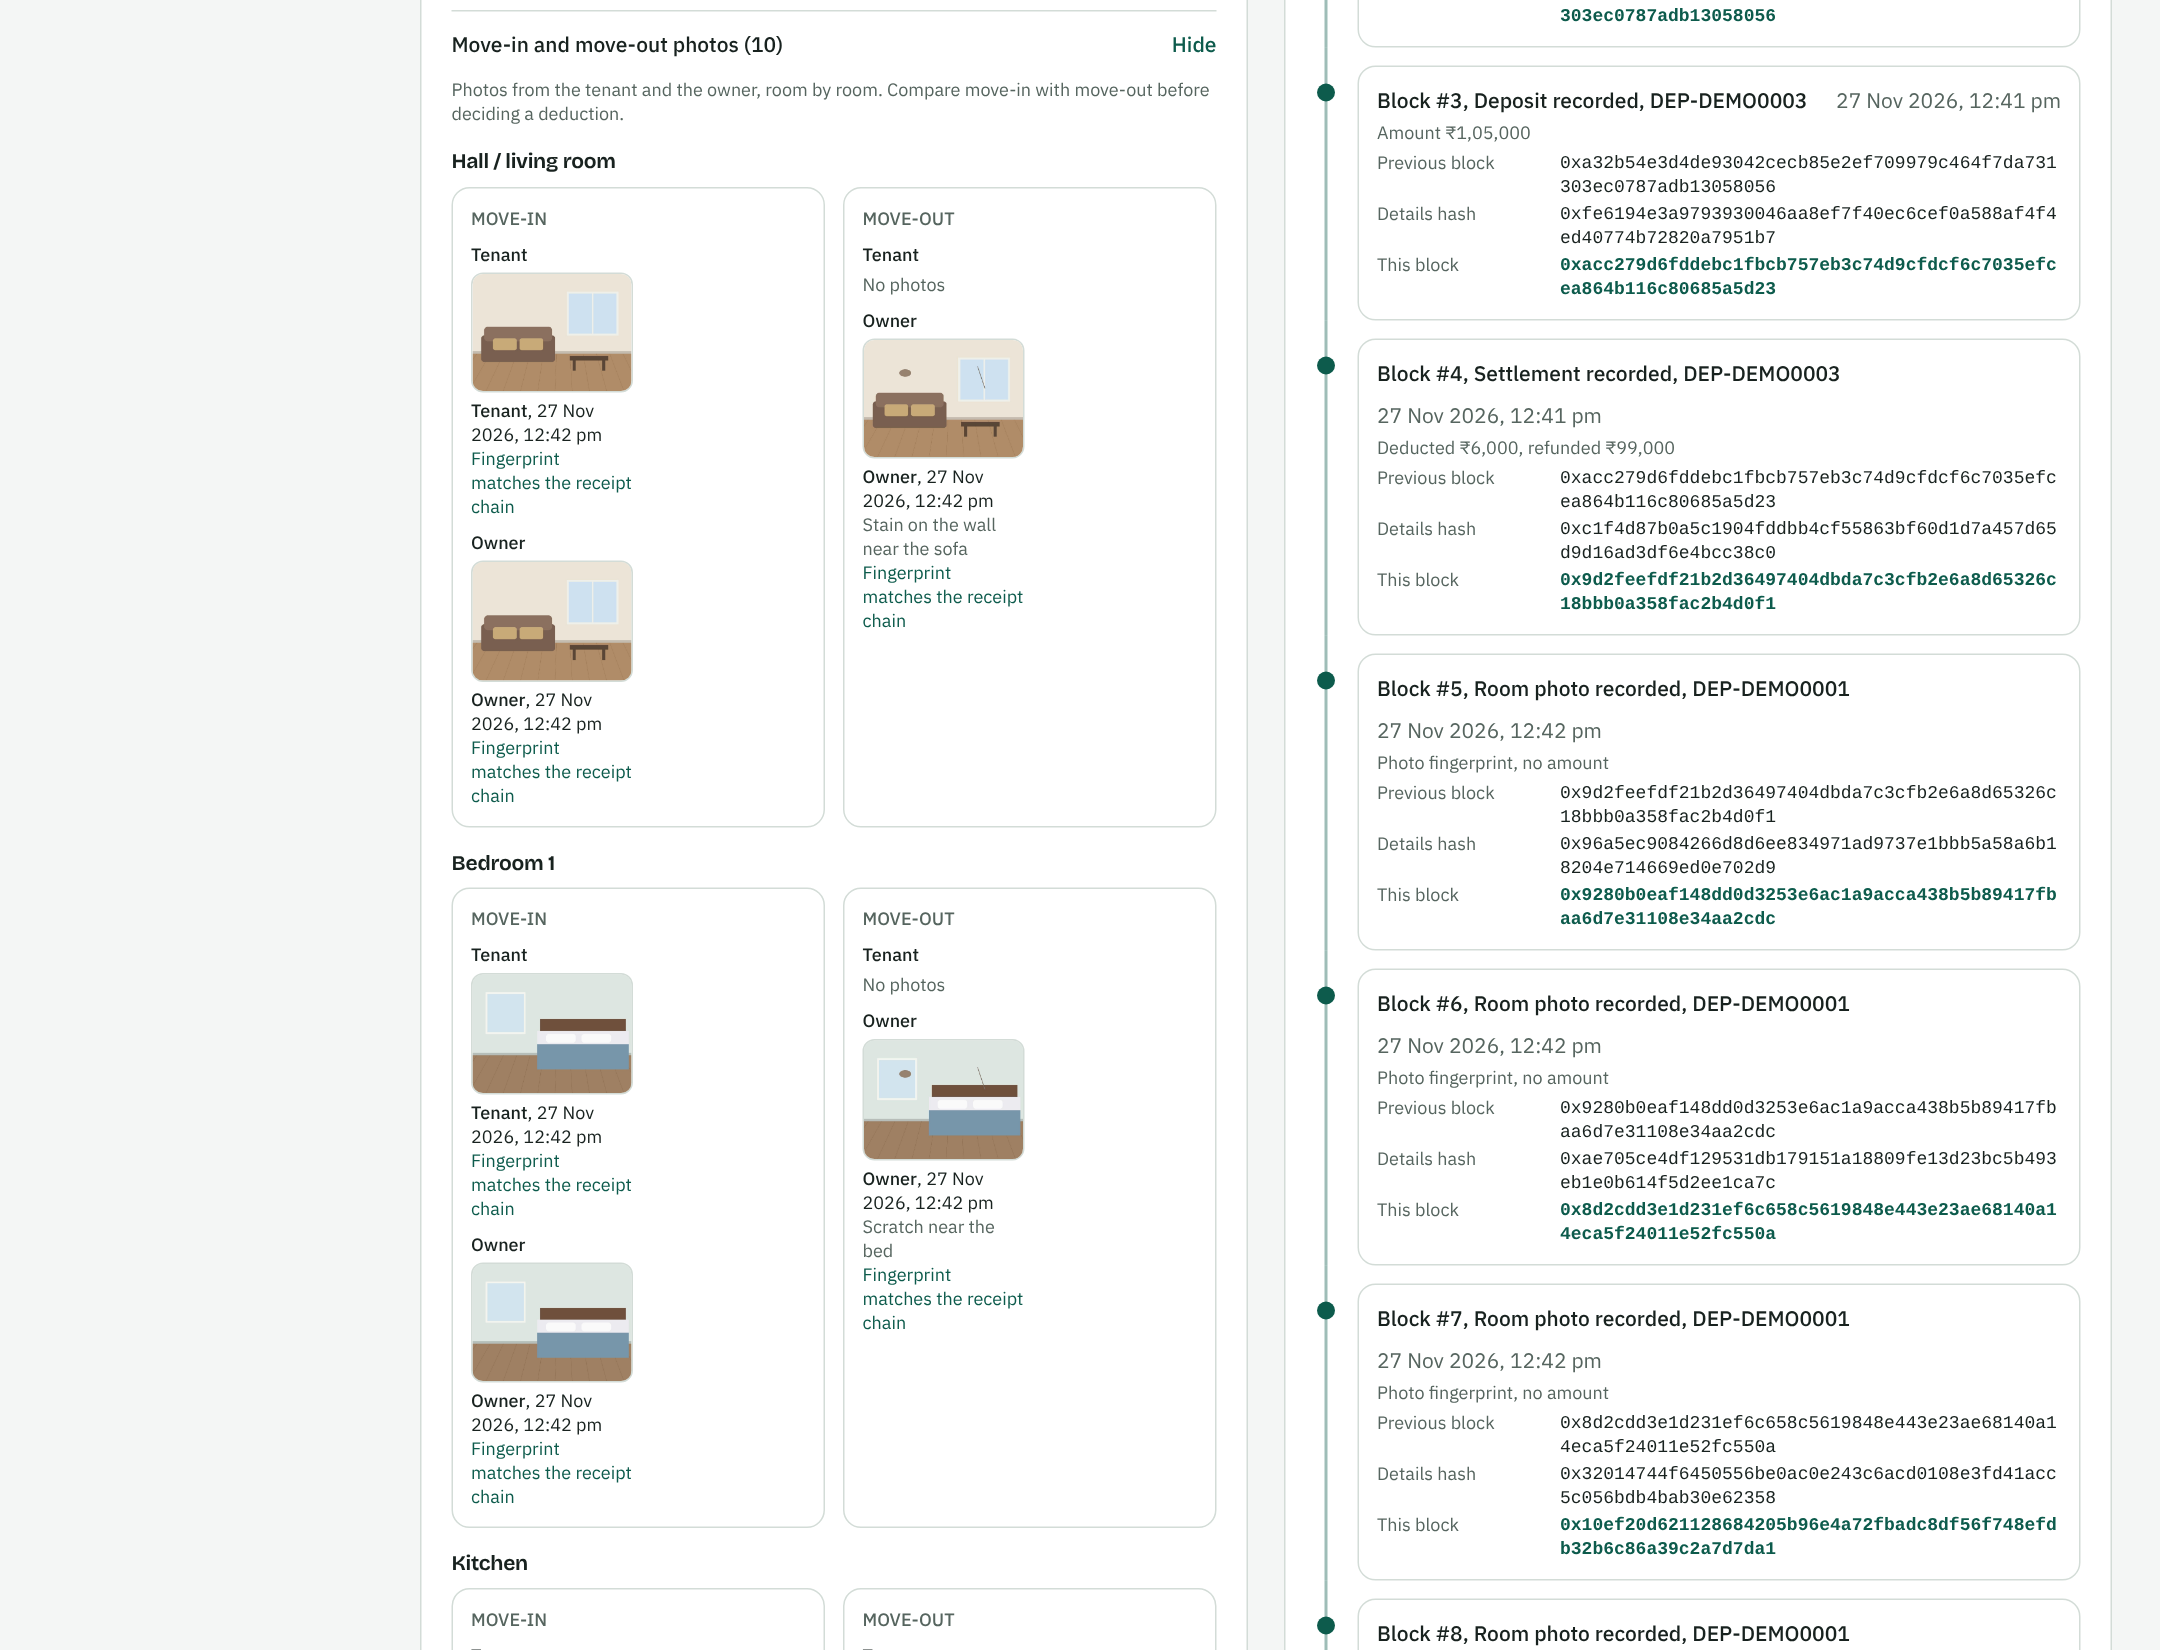 Move-in and move-out photos (10)
Hide
Photos from the tenant and the owner, room by room. Compare move-in with move-out before
deciding a deduction.
Hall / living room
MOVE-IN
Tenant
Tenant, 27 Nov
2026, 12:42 pm
Fingerprint
matches the receipt
chain
Owner
Owner, 27 Nov
2026, 12:42 pm
Fingerprint
matches the receipt
chain
MOVE-OUT
Tenant
No photos
Owner
Owner, 27 Nov
2026, 12:42 pm
Stain on the wall
near the sofa
Fingerprint
matches the receipt
chain
Bedroom 1
MOVE-IN
Tenant
Tenant, 27 Nov
2026, 12:42 pm
Fingerprint
matches the receipt
chain
Owner
Owner, 27 Nov
2026, 12:42 pm
Fingerprint
matches the receipt
chain
MOVE-OUT
Tenant
No photos
Owner
Owner, 27 Nov
2026, 12:42 pm
Scratch near the
bed
Fingerprint
matches the receipt
chain
Kitchen
MOVE-IN
MOVE-OUT
303ec0787adb13058056
Block #3, Deposit recorded, DEP-DEMO0003
27 Nov 2026, 12:41 pm
Amount ₹1,05,000
Previous block
0xa32b54e3d4de93042cecb85e2ef709979c464f7da731
303ec0787adb13058056
Details hash
0xfe6194e3a9793930046aa8ef7f40ec6cef0a588af4f4
ed40774b72820a7951b7
This block
0xacc279d6fddebc1fbcb757eb3c74d9cfdcf6c7035efc
ea864b116c80685a5d23
Block #4, Settlement recorded, DEP-DEMO0003
27 Nov 2026, 12:41 pm
Deducted ₹6,000, refunded ₹99,000
Previous block
0xacc279d6fddebc1fbcb757eb3c74d9cfdcf6c7035efc
ea864b116c80685a5d23
Details hash
0xc1f4d87b0a5c1904fddbb4cf55863bf60d1d7a457d65
d9d16ad3df6e4bcc38c0
This block
0x9d2feefdf21b2d36497404dbda7c3cfb2e6a8d65326c
18bbb0a358fac2b4d0f1
Block #5, Room photo recorded, DEP-DEMO0001
27 Nov 2026, 12:42 pm
Photo fingerprint, no amount
Previous block
0x9d2feefdf21b2d36497404dbda7c3cfb2e6a8d65326c
18bbb0a358fac2b4d0f1
Details hash
0x96a5ec9084266d8d6ee834971ad9737e1bbb5a58a6b1
8204e714669ed0e702d9
This block
0x9280b0eaf148dd0d3253e6ac1a9acca438b5b89417fb
aa6d7e31108e34aa2cdc
Block #6, Room photo recorded, DEP-DEMO0001
27 Nov 2026, 12:42 pm
Photo fingerprint, no amount
Previous block
0x9280b0eaf148dd0d3253e6ac1a9acca438b5b89417fb
aa6d7e31108e34aa2cdc
Details hash
0xae705ce4df129531db179151a18809fe13d23bc5b493
eb1e0b614f5d2ee1ca7c
This block
0x8d2cdd3e1d231ef6c658c5619848e443e23ae68140a1
4eca5f24011e52fc550a
Block #7, Room photo recorded, DEP-DEMO0001
27 Nov 2026, 12:42 pm
Photo fingerprint, no amount
Previous block
0x8d2cdd3e1d231ef6c658c5619848e443e23ae68140a1
4eca5f24011e52fc550a
Details hash
0x32014744f6450556be0ac0e243c6acd0108e3fd41acc
5c056bdb4bab30e62358
This block
0x10ef20d621128684205b96e4a72fbadc8df56f748efd
b32b6c86a39c2a7d7da1
Block #8, Room photo recorded, DEP-DEMO0001